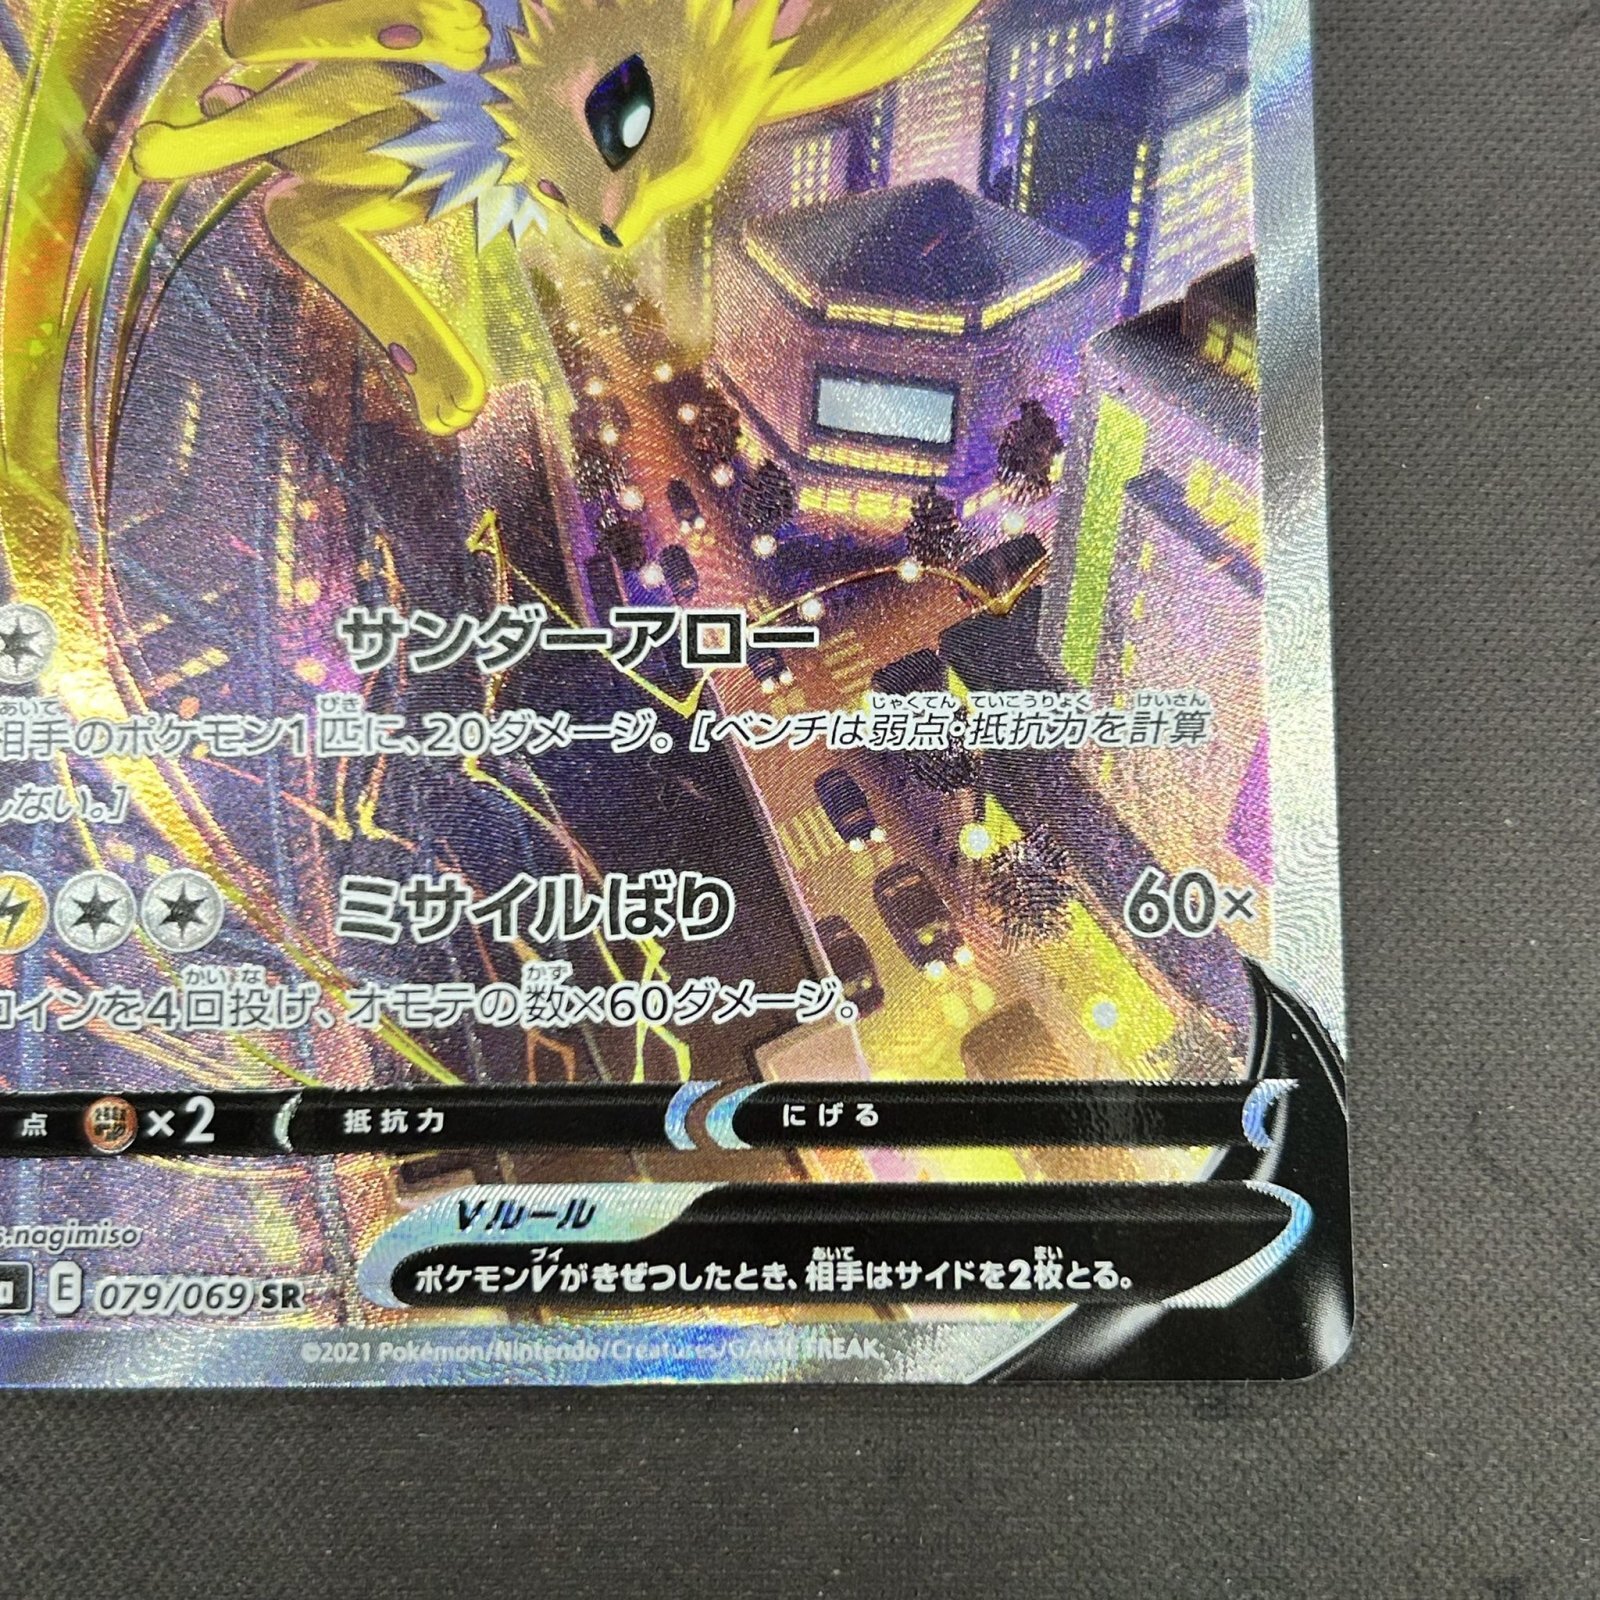 サンダーアロー
相手のポケモン1匹に、20ダメージ。[ベンチは弱点・抵抗力を計算
しない。]
ミサイルばり 60×
コインを4回投げ、オモテの数×60ダメージ。
点 ×2 抵抗力 にげる
Vルール
ポケモンVがきぜつしたとき、相手はサイドを2枚とる。
s.nagimiso
a E 079/069 SR
©2021 Pokémon/Nintendo/Creatures/GAME FREAK.